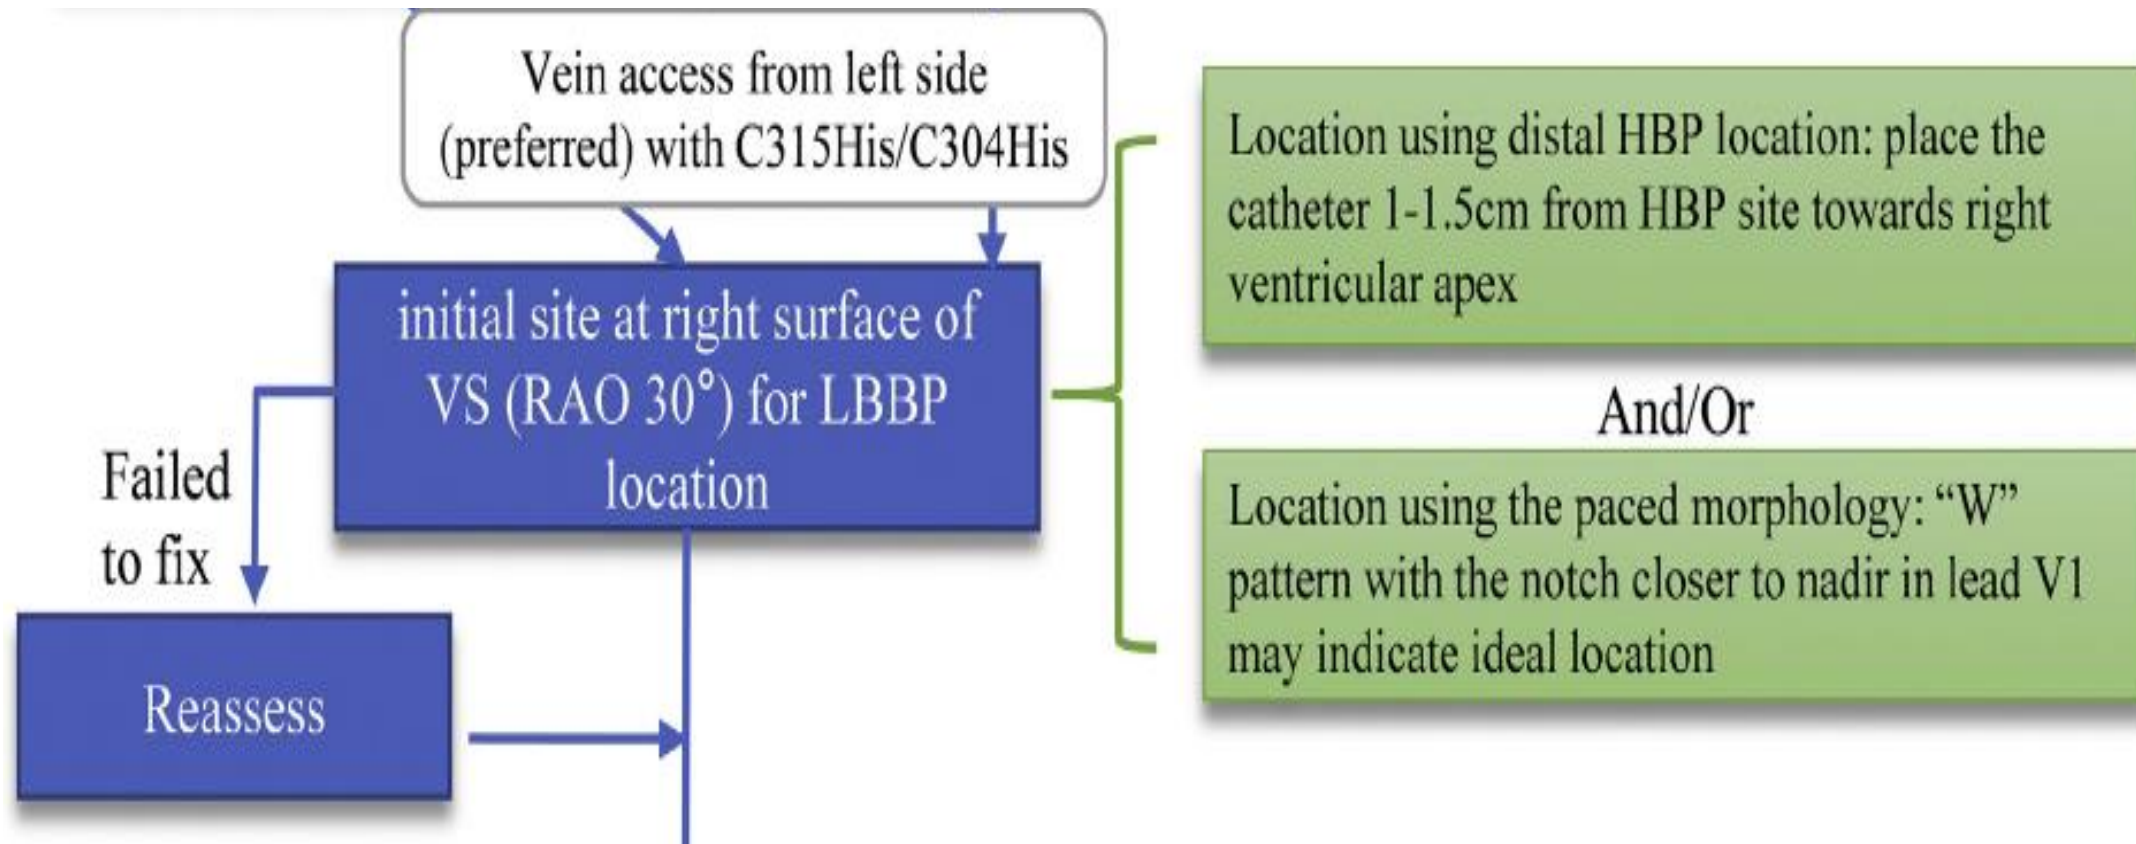 Vein access from left side
(preferred) with C315His/C304His
initial site at right surface of
VS (RAO 30°) for LBBP
location
Failed
to fix
Reassess
Location using distal HBP location: place the
catheter 1-1.5cm from HBP site towards right
ventricular apex
And/Or
Location using the paced morphology: “W”
pattern with the notch closer to nadir in lead V1
may indicate ideal location